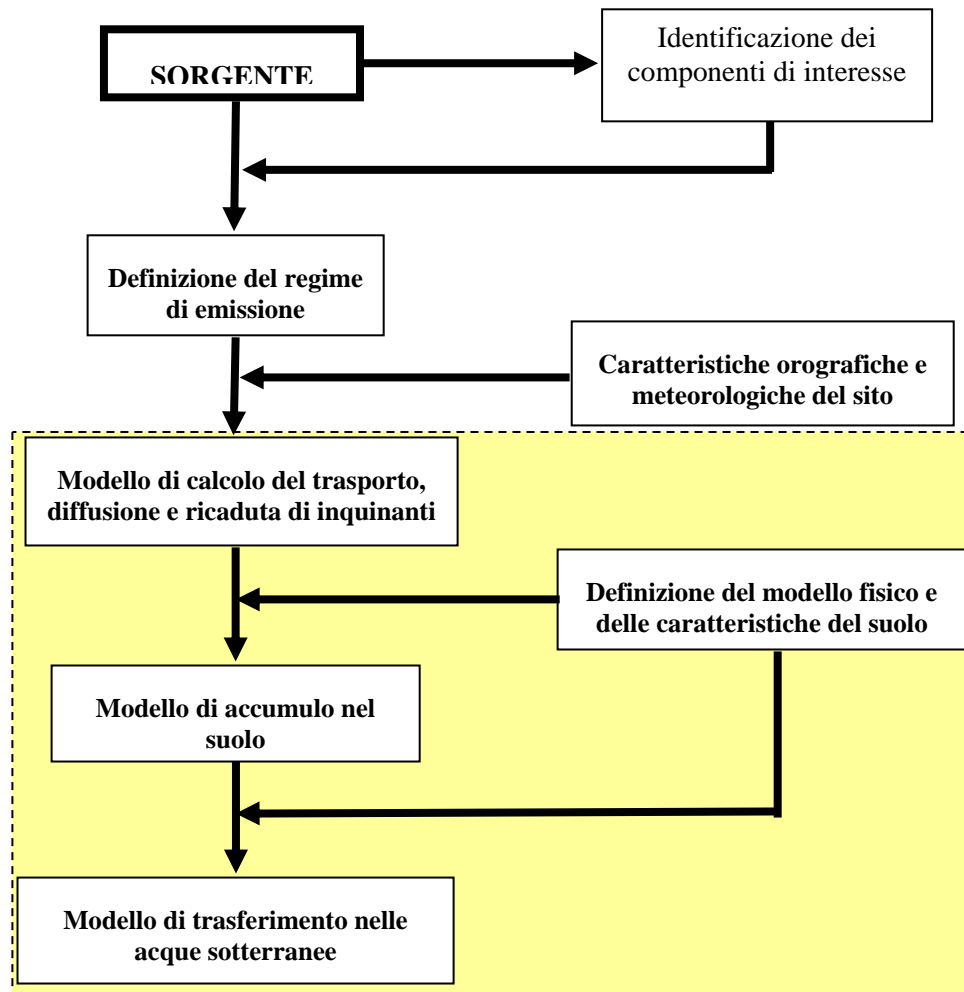 SORGENTE
Identificazione dei
componenti di interesse
Definizione del regime
di emissione
Caratteristiche orografiche e
meteorologiche del sito
Modello di calcolo del trasporto,
diffusione e ricaduta di inquinanti
Definizione del modello fisico e
delle caratteristiche del suolo
Modello di accumulo nel
suolo
Modello di trasferimento nelle
acque sotterranee